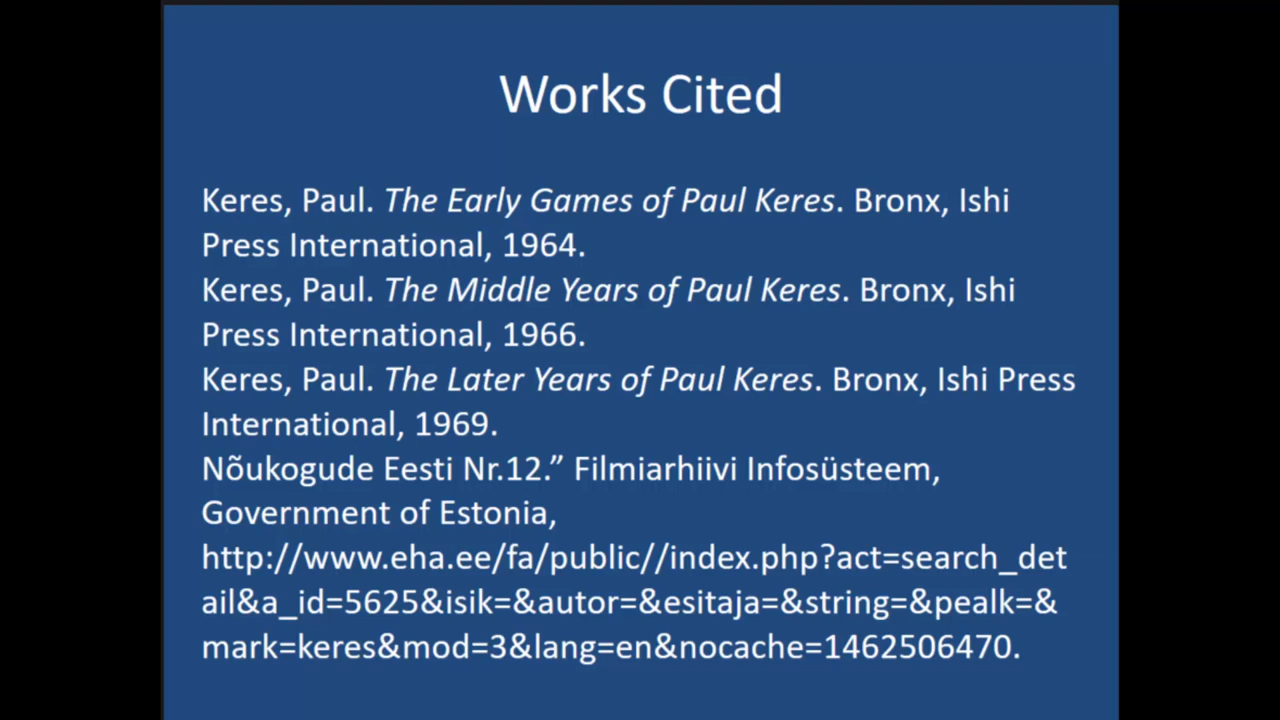 Works Cited
Keres, Paul. The Early Games of Paul Keres. Bronx, Ishi
Press International, 1964.
Keres, Paul. The Middle Years of Paul Keres. Bronx, Ishi
Press International, 1966.
Keres, Paul. The Later Years of Paul Keres. Bronx, Ishi Press
International, 1969.
Nõukogude Eesti Nr.12.” Filmiarhiivi Infosüsteem,
Government of Estonia,
http://www.eha.ee/fa/public//index.php?act=search_det
ail&a_id=5625&isik=&autor=&esitaja=&string=&pealk=&
mark=keres&mod=3&lang=en&nocache=1462506470.